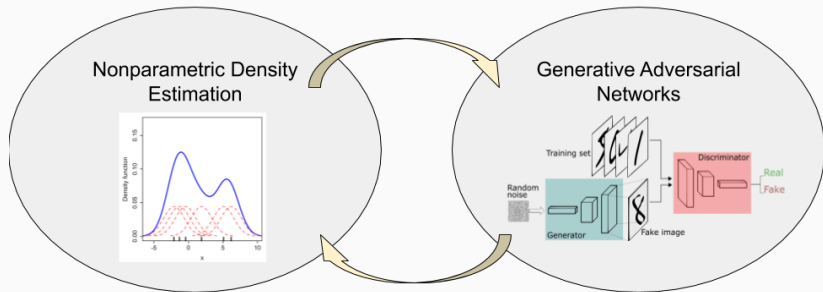 Nonparametric Density
Estimation
Density function
0.15
0.10
0.05
0.00
-5
0
5
10
x
Generative Adversarial
Networks
Training set
Discriminator
Real
Fake
Random
noise
Generator
Fake image